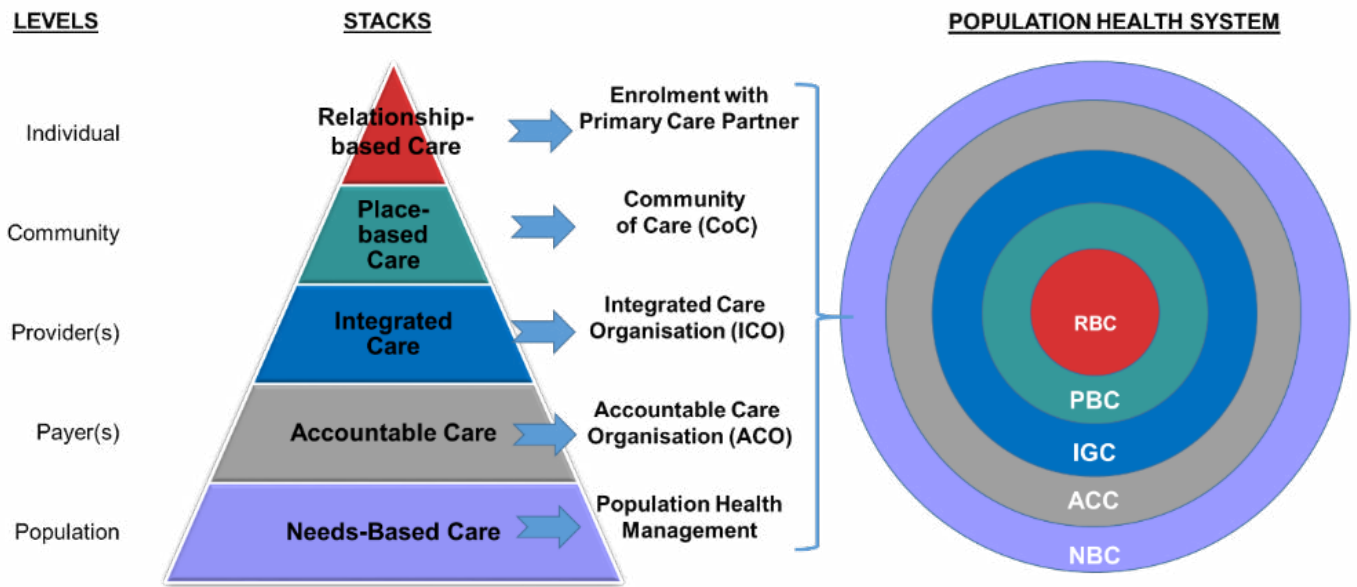 LEVELS
STACKS
POPULATION HEALTH SYSTEM
Individual
Relationship-
based Care
Enrolment with
Primary Care Partner
Community
Place-
based
Care
Community
of Care (CoC)
Provider(s)
Integrated
Care
Integrated Care
Organisation (ICO)
Payer(s)
Accountable Care
Accountable Care
Organisation (ACO)
Population
Needs-Based Care
Population Health
Management
RBC
PBC
IGC
ACC
NBC